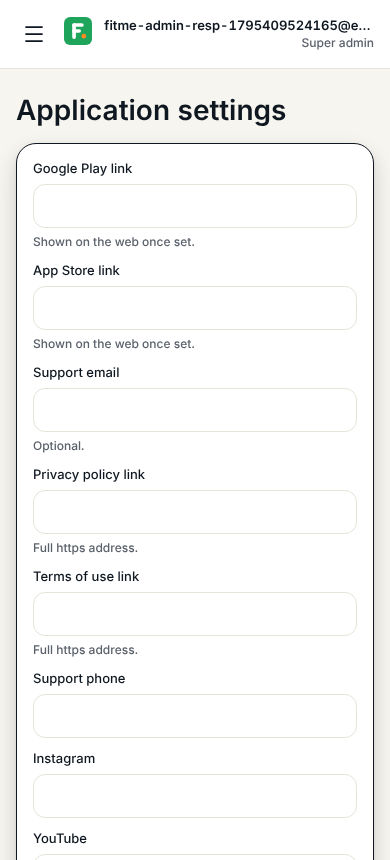 F.
fitme-admin-resp-1795409524165@e...
Super admin
Application settings
Google Play link
Shown on the web once set.
App Store link
Shown on the web once set.
Support email
Optional.
Privacy policy link
Full https address.
Terms of use link
Full https address.
Support phone
Instagram
YouTube